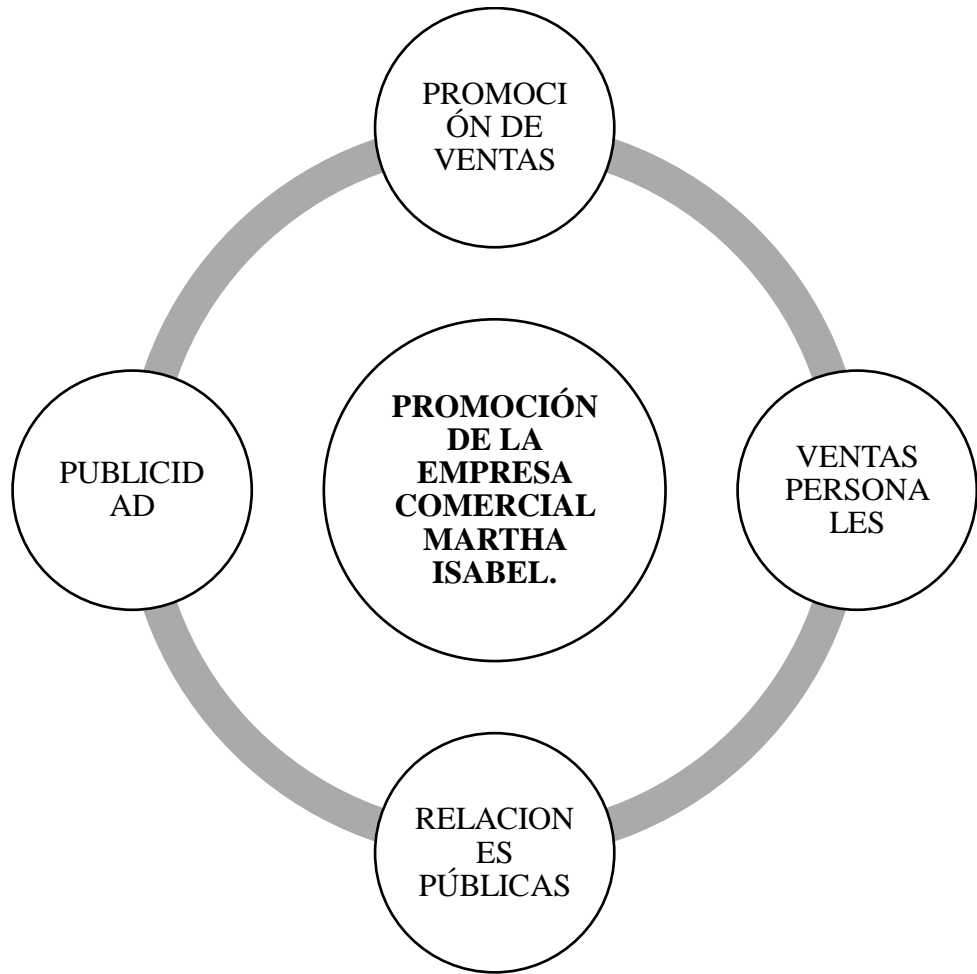 PROMOCI
ÓN DE
VENTAS
PUBLICID
AD
PROMOCIÓN
DE LA
EMPRESA
COMERCIAL
MARTHA
ISABEL.
VENTAS
PERSONA
LES
RELACION
ES
PÚBLICAS